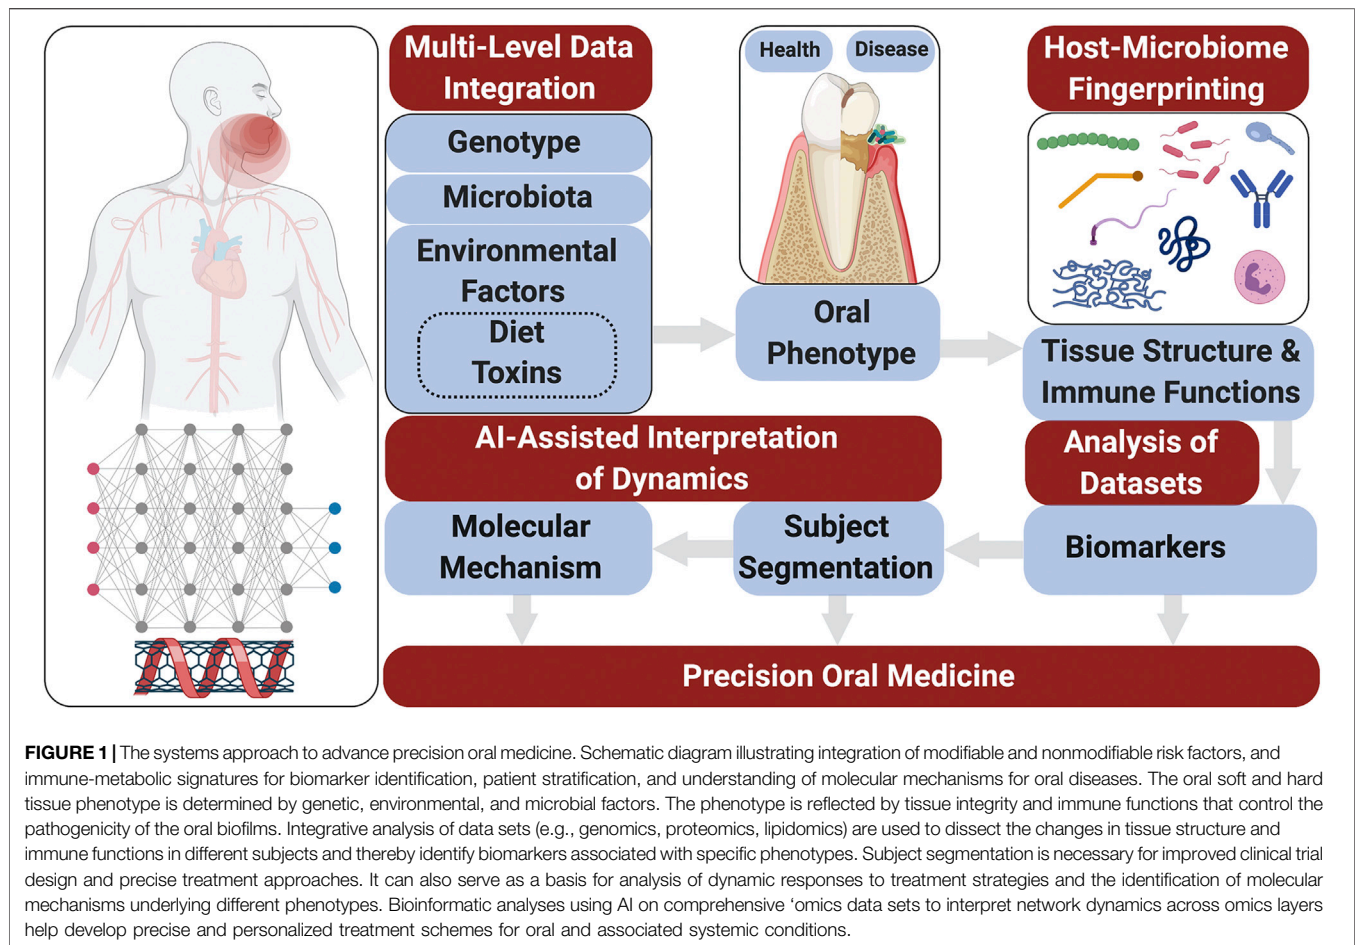 Multi-Level Data
Integration
Genotype
Microbiota
Environmental
Factors
Diet
Toxins
Health
Disease
Oral
Phenotype
Host-Microbiome
Fingerprinting
Tissue Structure &
Immune Functions
Analysis of
Datasets
Biomarkers
AI-Assisted Interpretation
of Dynamics
Subject
Segmentation
Molecular
Mechanism
Precision Oral Medicine
FIGURE 1 | The systems approach to advance precision oral medicine. Schematic diagram illustrating integration of modifiable and nonmodifiable risk factors, and
immune-metabolic signatures for biomarker identification, patient stratification, and understanding of molecular mechanisms for oral diseases. The oral soft and hard
tissue phenotype is determined by genetic, environmental, and microbial factors. The phenotype is reflected by tissue integrity and immune functions that control the
pathogenicity of the oral biofilms. Integrative analysis of data sets (e.g., genomics, proteomics, lipidomics) are used to dissect the changes in tissue structure and
immune functions in different subjects and thereby identify biomarkers associated with specific phenotypes. Subject segmentation is necessary for improved clinical trial
design and precise treatment approaches. It can also serve as a basis for analysis of dynamic responses to treatment strategies and the identification of molecular
mechanisms underlying different phenotypes. Bioinformatic analyses using AI on comprehensive ‘omics data sets to interpret network dynamics across omics layers
help develop precise and personalized treatment schemes for oral and associated systemic conditions.